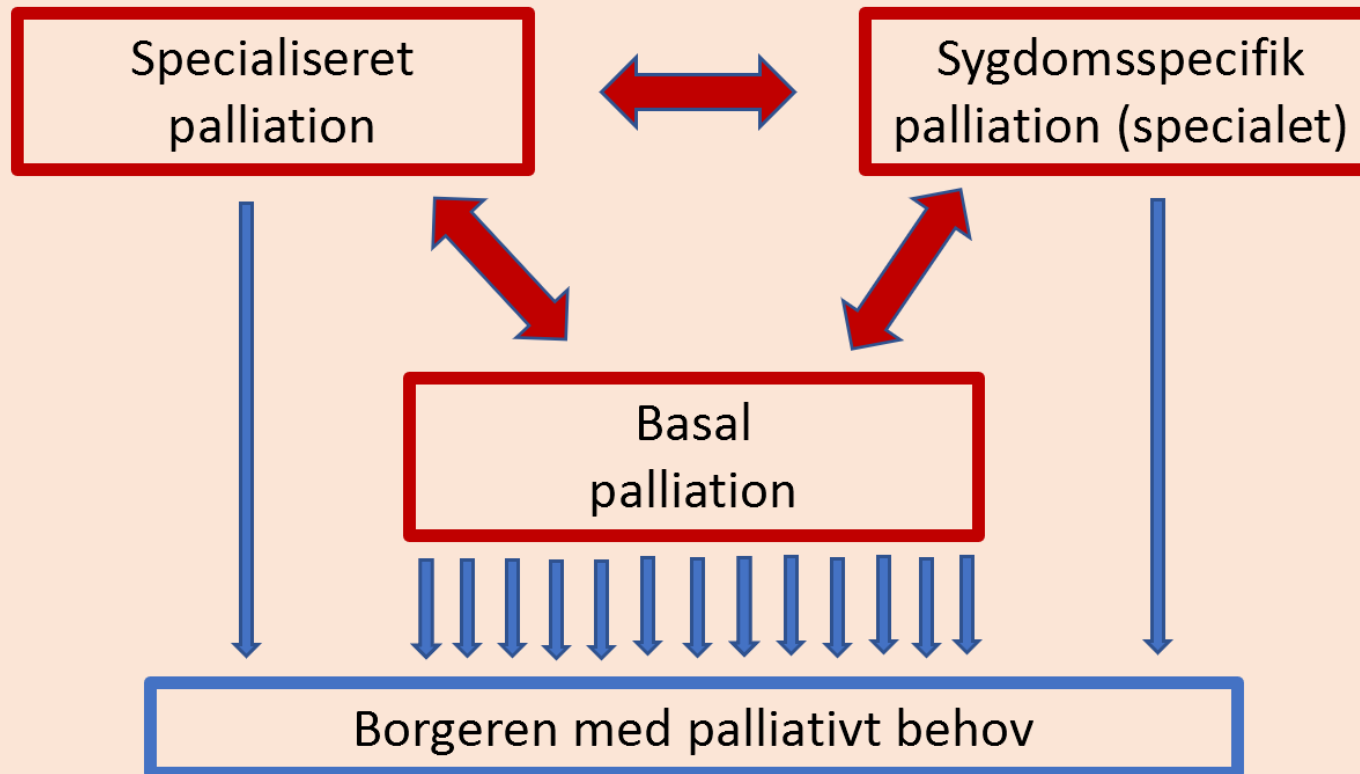 Specialiseret
palliation
Sygdomsspecifik
palliation (specialet)
Basal
palliation
Borgeren med palliativt behov